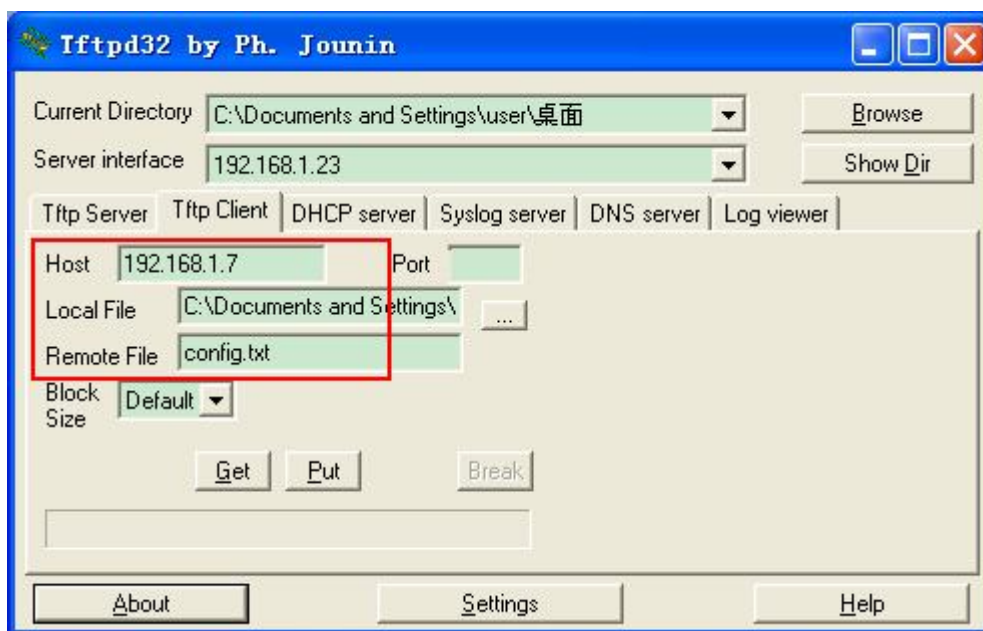 Tftpd32 by Ph. Jounin
Current Directory C:\Documents and Settings\user\桌面 Browse
Server interface 192.168.1.23 Show Dir
Tftp Server Tftp Client DHCP server Syslog server DNS server Log viewer
Host 192.168.1.7 Port
Local File C:\Documents and Settings\ ...
Remote File config.txt
Block
Size Default
Get Put Break
About Settings Help